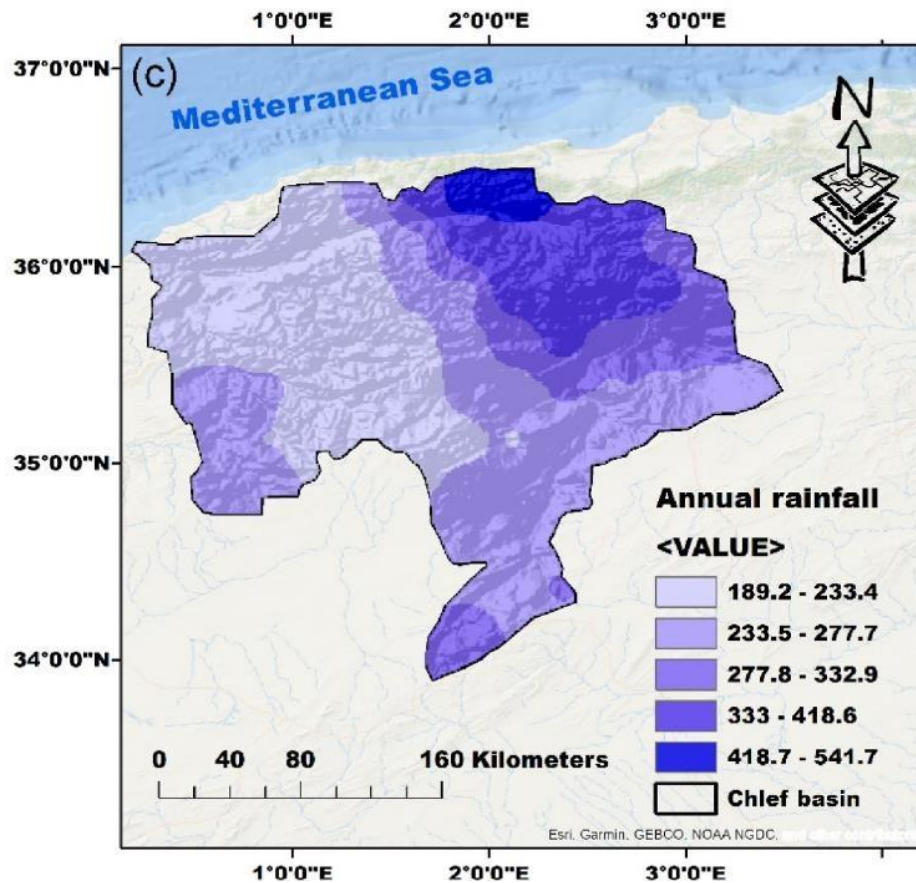 1°0'0"E 2°0'0"E 3°0'0"E
37°0'0"N
(c)
Mediterranean Sea
N
36°0'0"N
35°0'0"N
34°0'0"N
Annual rainfall
<VALUE>
189.2 - 233.4
233.5 - 277.7
277.8 - 332.9
333 - 418.6
418.7 - 541.7
Chlef basin
0 40 80 160 Kilometers
Esri, Garmin, GEBCO, NOAA NGDC, and other contributors
1°0'0"E 2°0'0"E 3°0'0"E